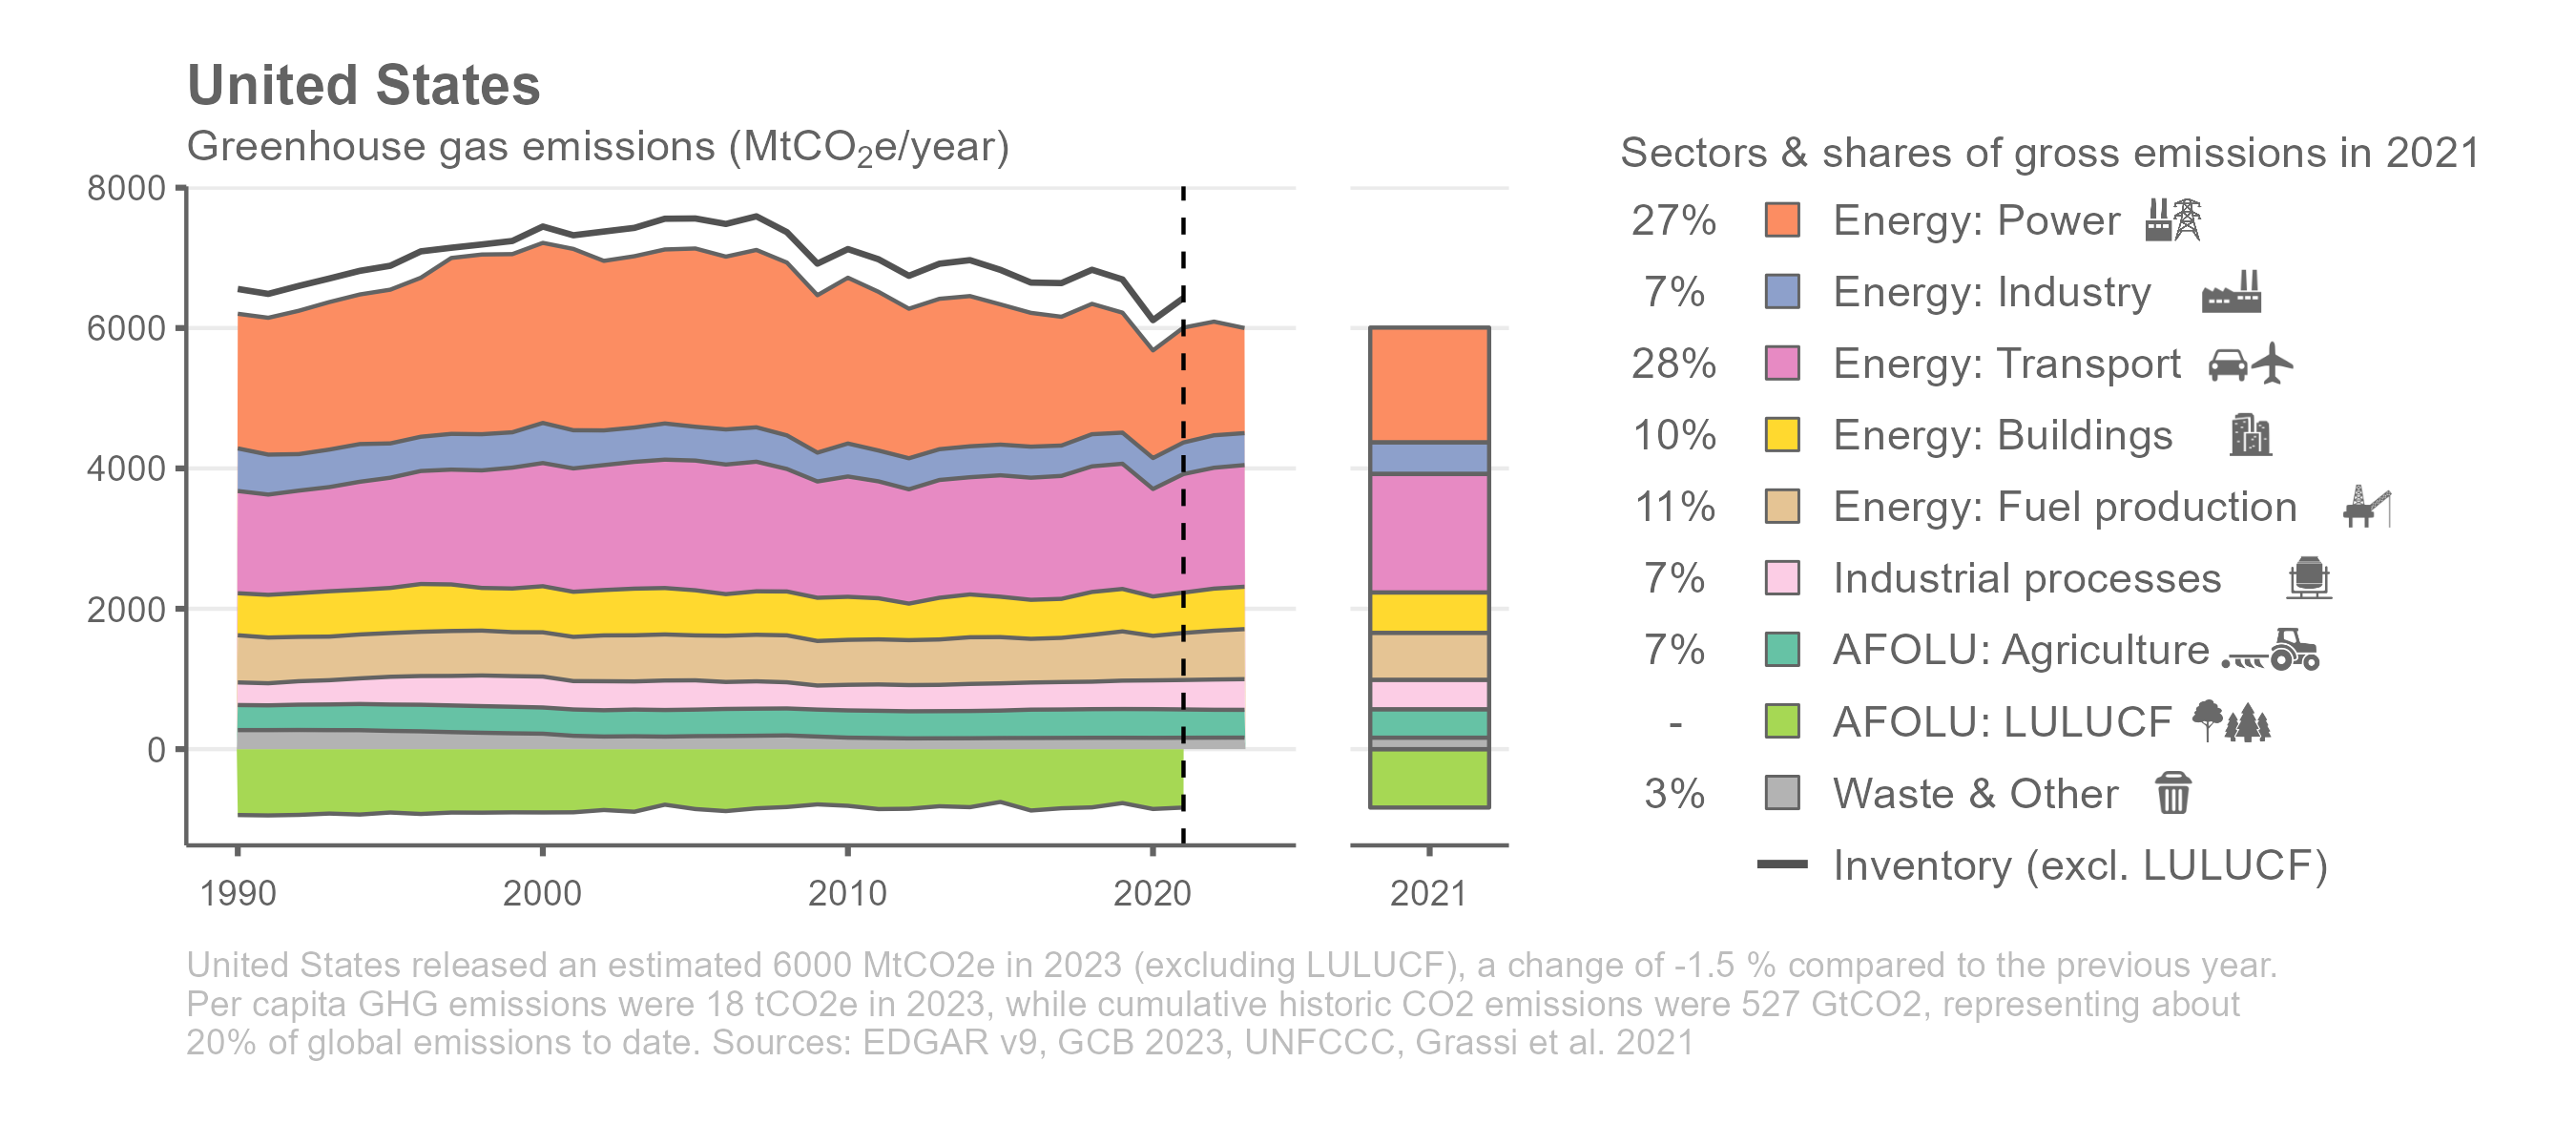 United States
Greenhouse gas emissions (MtCO₂e/year)
8000
6000
4000
2000
0
1990
2000
2010
2020
2021
Sectors & shares of gross emissions in 2021
27% Energy: Power
7% Energy: Industry
28% Energy: Transport
10% Energy: Buildings
11% Energy: Fuel production
7% Industrial processes
7% AFOLU: Agriculture
- AFOLU: LULUCF
3% Waste & Other
Inventory (excl. LULUCF)
United States released an estimated 6000 MtCO2e in 2023 (excluding LULUCF), a change of -1.5 % compared to the previous year.
Per capita GHG emissions were 18 tCO2e in 2023, while cumulative historic CO2 emissions were 527 GtCO2, representing about
20% of global emissions to date. Sources: EDGAR v9, GCB 2023, UNFCCC, Grassi et al. 2021